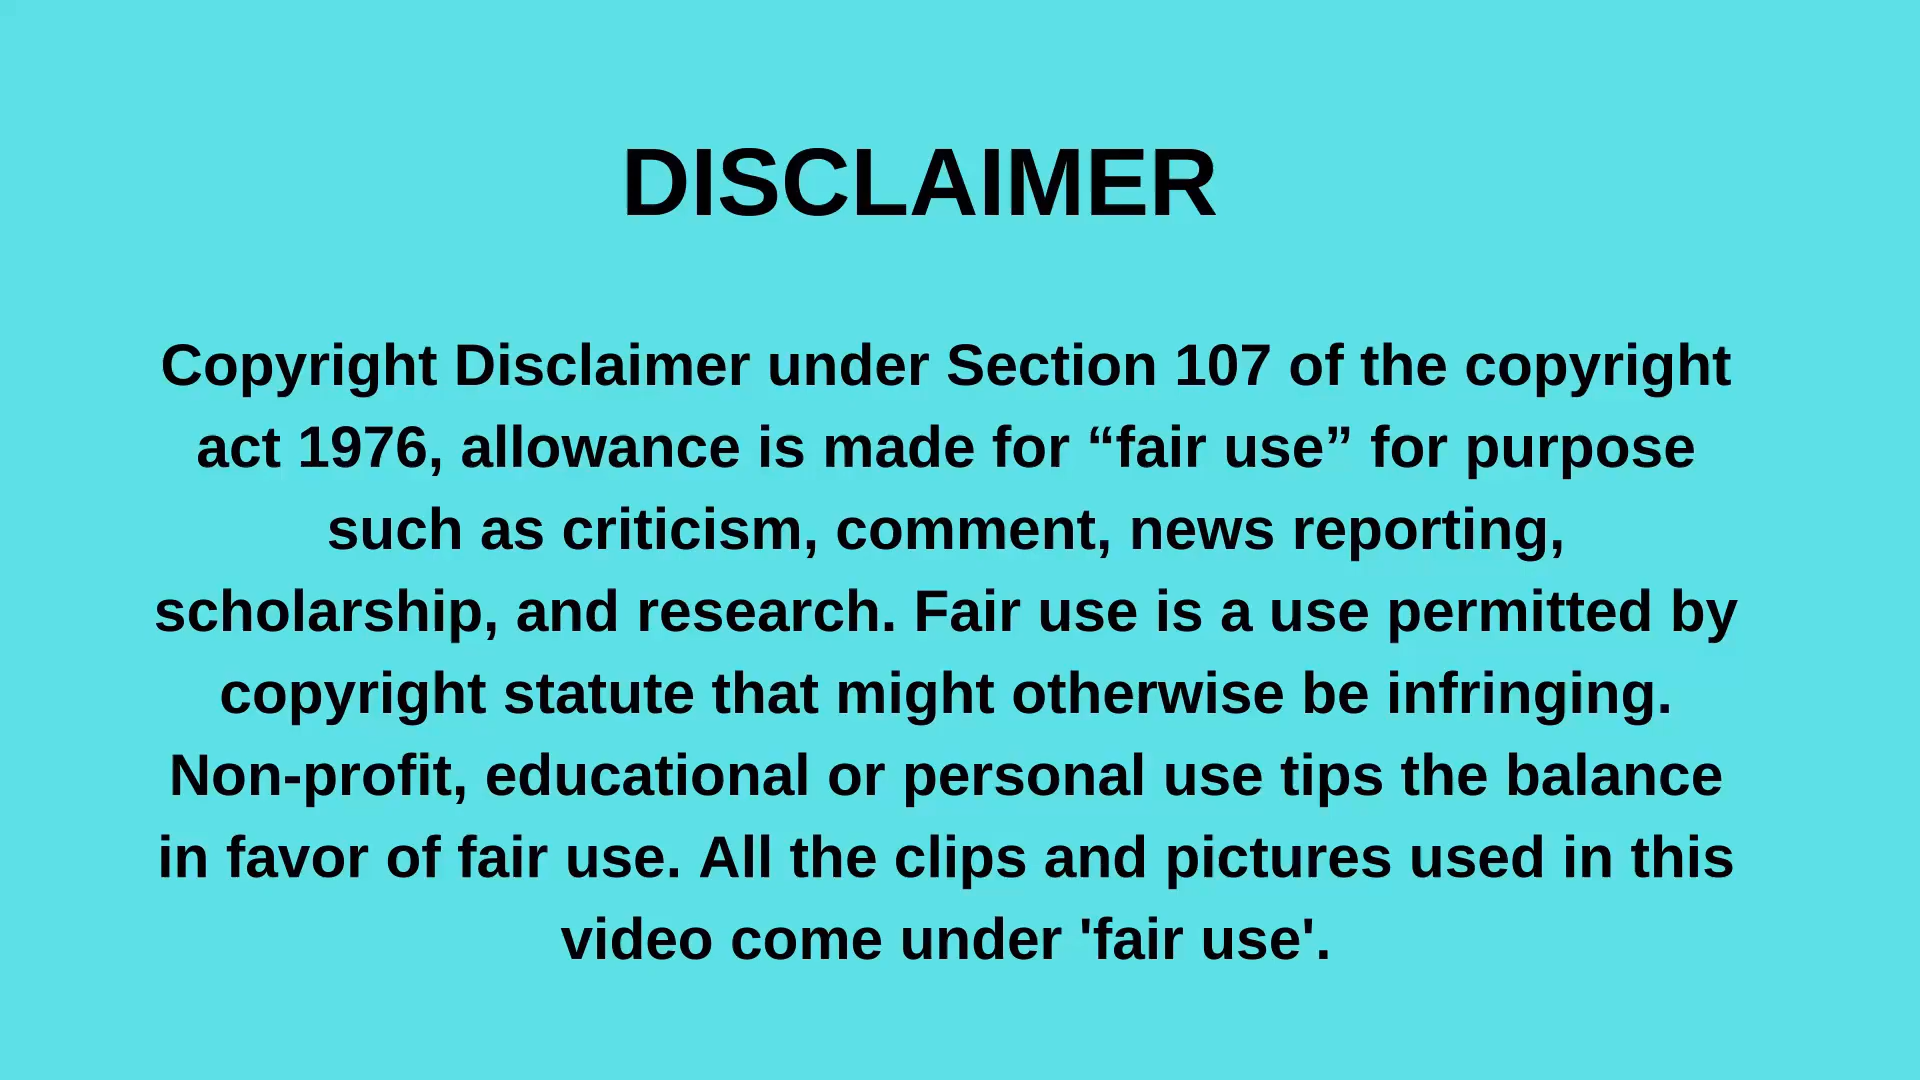 DISCLAIMER
Copyright Disclaimer under Section 107 of the copyright
act 1976, allowance is made for “fair use” for purpose
such as criticism, comment, news reporting,
scholarship, and research. Fair use is a use permitted by
copyright statute that might otherwise be infringing.
Non-profit, educational or personal use tips the balance
in favor of fair use. All the clips and pictures used in this
video come under 'fair use'.